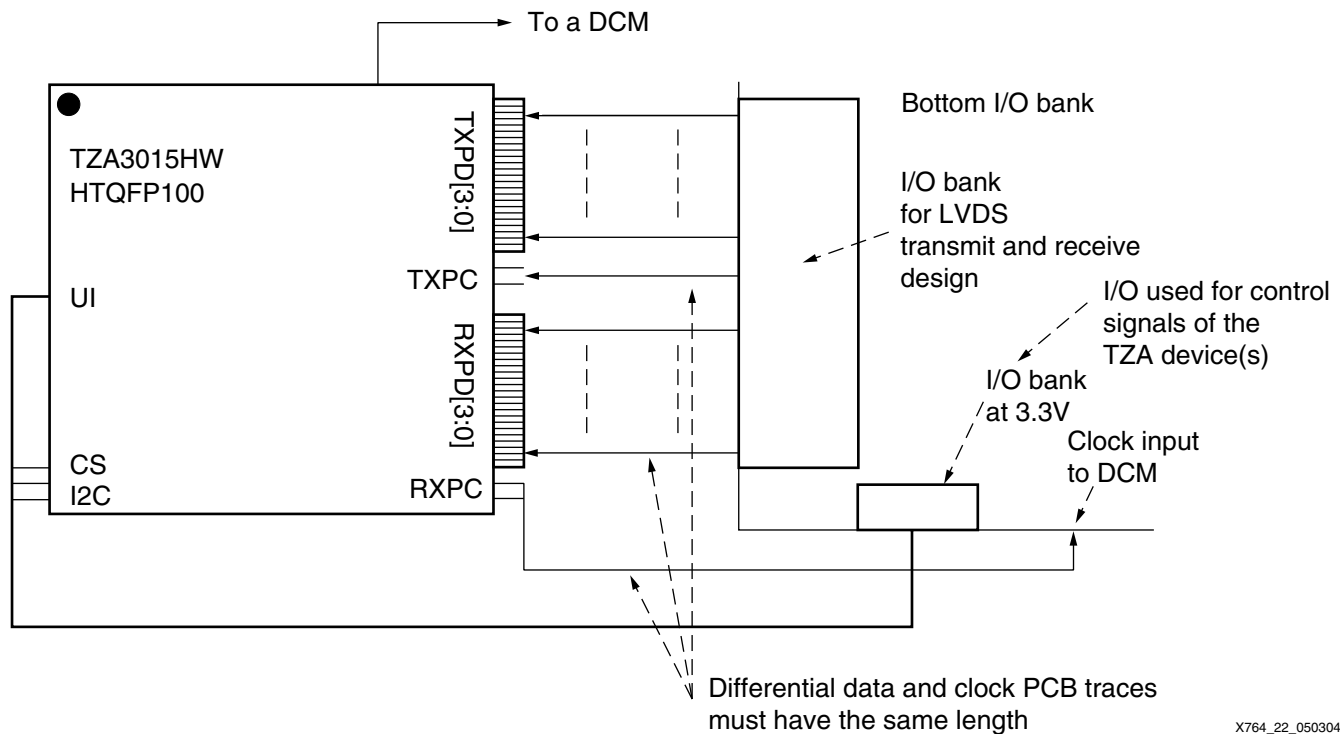 To a DCM
TZA3015HW
HTQFP100
UI
CS
I2C
TXPD[3:0]
TXPC
RXPD[3:0]
RXPC
Bottom I/O bank
I/O bank
for LVDS
transmit and receive
design
I/O used for control
signals of the
TZA device(s)
I/O bank
at 3.3V
Clock input
to DCM
Differential data and clock PCB traces
must have the same length
X764_22_050304